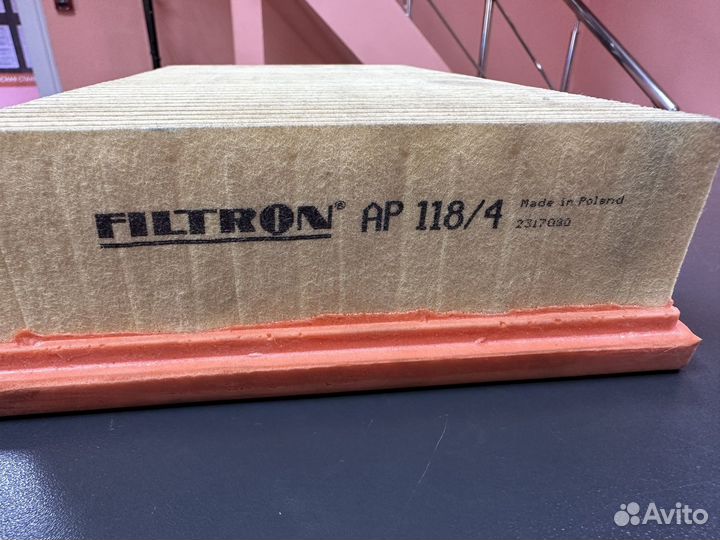 FILTRON® AP 118/4 Made in Poland
2317030
Avito